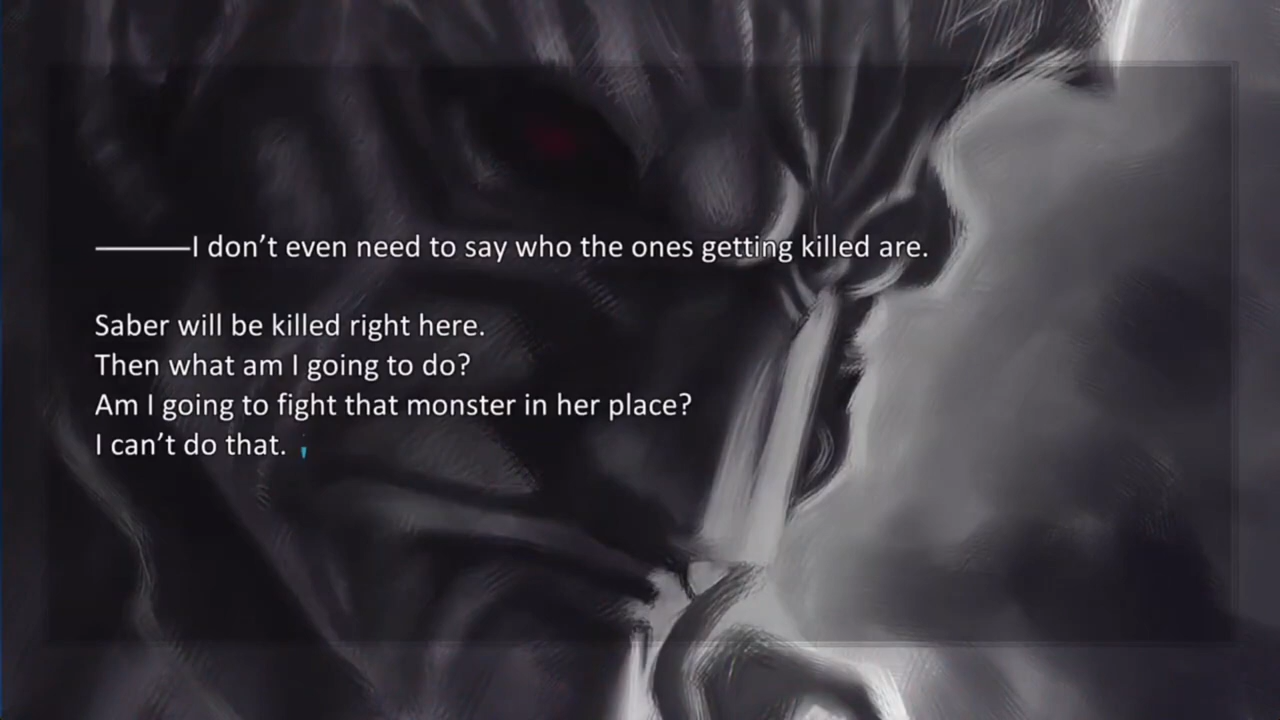 ————I don’t even need to say who the ones getting killed are.
Saber will be killed right here.
Then what am I going to do?
Am I going to fight that monster in her place?
I can’t do that.